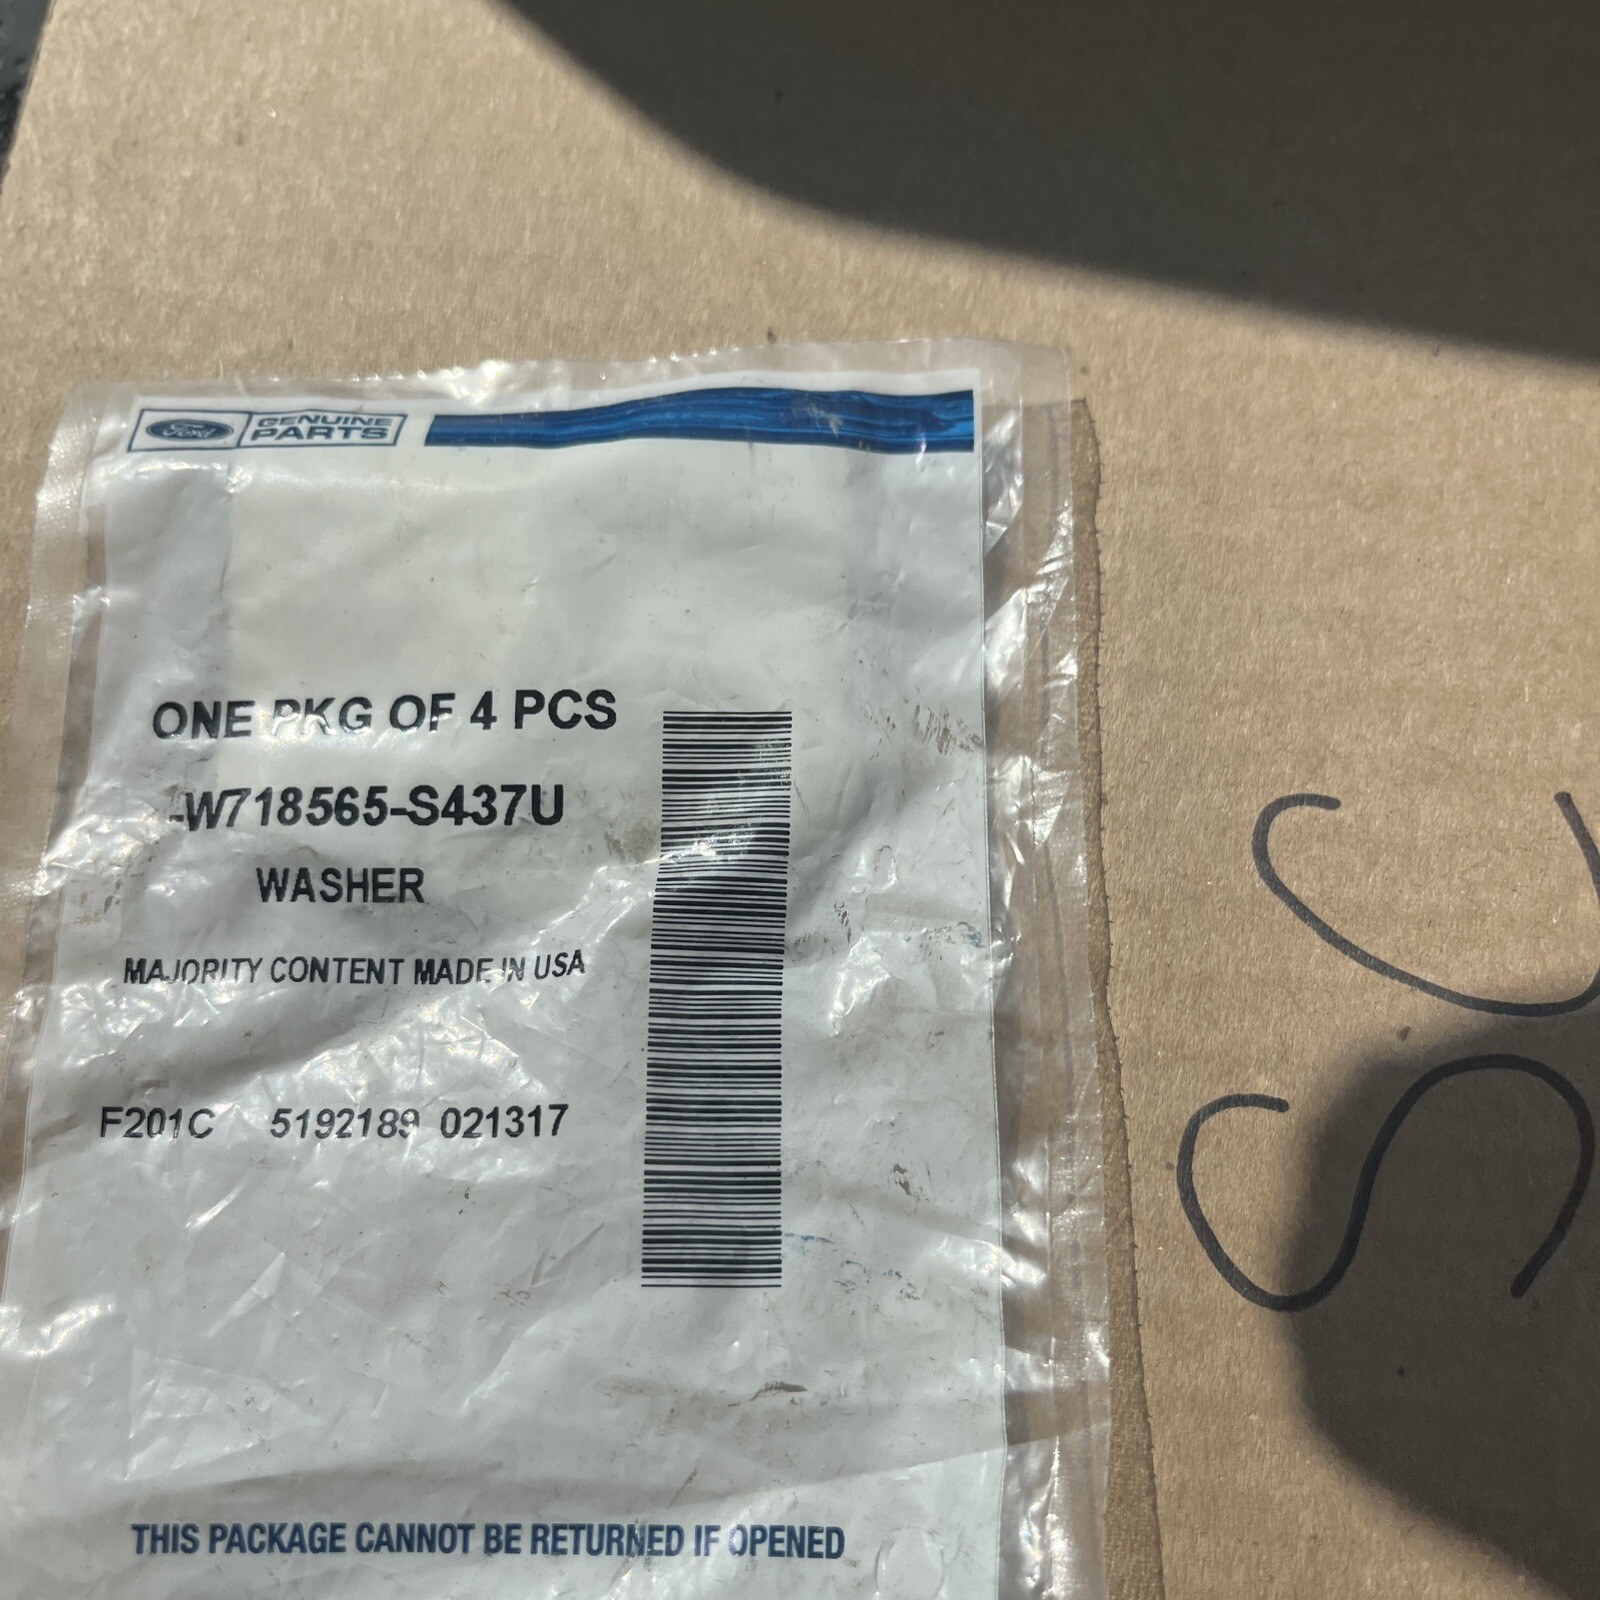 Ford GENUINE
PARTS
ONE PKG OF 4 PCS
-W718565-S437U
WASHER
MAJORITY CONTENT MADE IN USA
F201C 5192189 021317
THIS PACKAGE CANNOT BE RETURNED IF OPENED